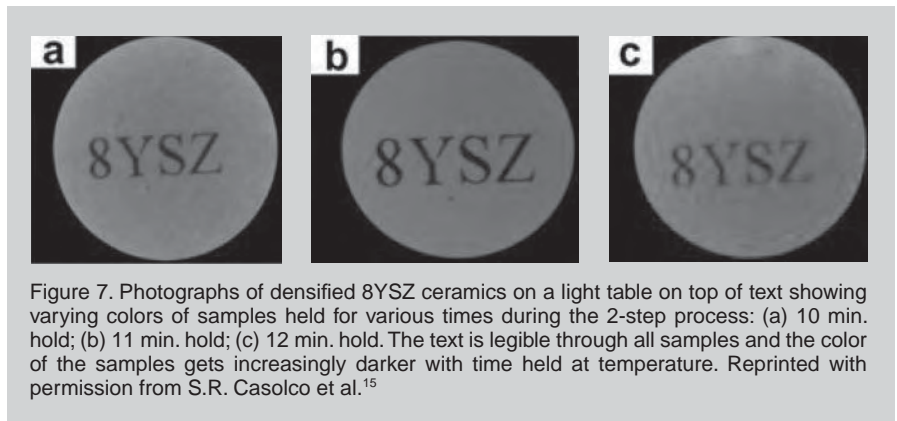 a
b
c
8YSZ
8YSZ
8YSZ
Figure 7. Photographs of densified 8YSZ ceramics on a light table on top of text showing
varying colors of samples held for various times during the 2-step process: (a) 10 min.
hold; (b) 11 min. hold; (c) 12 min. hold. The text is legible through all samples and the color
of the samples gets increasingly darker with time held at temperature. Reprinted with
permission from S.R. Casolco et al.15